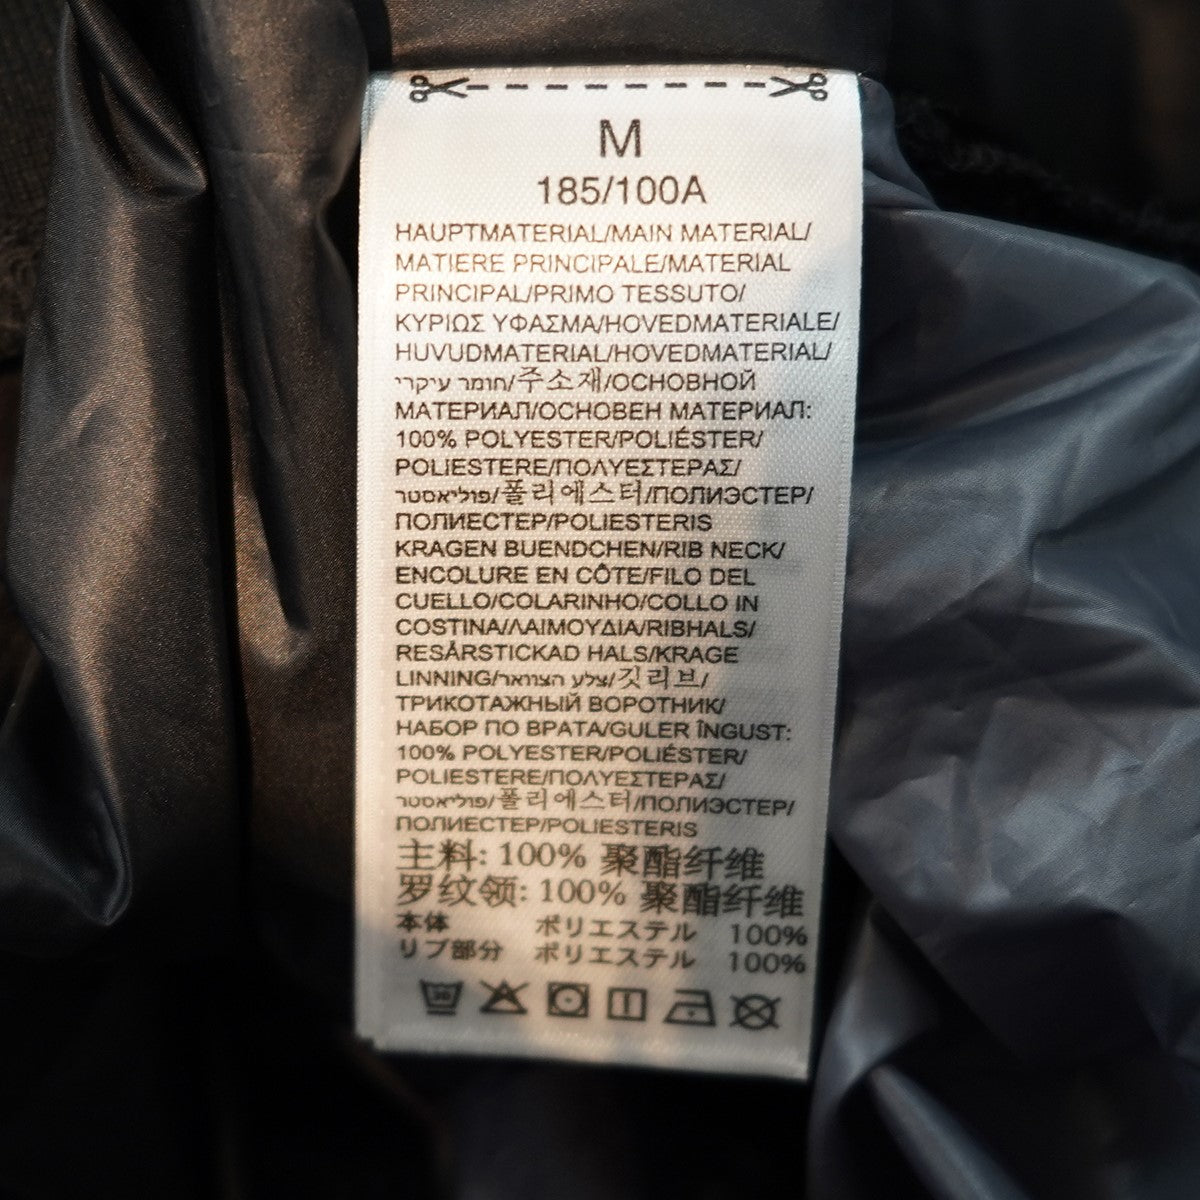 M
185/100A
HAUPTMATERIAL/MAIN MATERIAL/
MATIERE PRINCIPALE/MATERIAL
PRINCIPAL/PRIMO TESSUTO/
ΚΥΡΙΩΣ ΥΦΑΣΜΑ/HOVEDMATERIALE/
HUVUDMATERIAL/HOVEDMATERIAL/
חומר עיקרי/주소재/ОСНОВНОЙ
МАТЕРИАЛ/ОСНОВЕН МАТЕРИАЛ:
100% POLYESTER/POLIÉSTER/
POLIESTERE/ΠΟΛΥΕΣΤΕΡΑΣ/
פוליאסטר/폴리에스터/ПОЛИЭСТЕР/
ПОЛИЕСТЕР/POLIESTERIS
KRAGEN BUENDCHEN/RIB NECK/
ENCOLURE EN CÔTE/FILO DEL
CUELLO/COLARINHO/COLLO IN
COSTINA/ΛΑΙΜΟΥΔΙΑ/RIBHALS/
RESÅRSTICKAD HALS/KRAGE
LINNING/צלע הצוואר/깃리브/
ТРИКОТАЖНЫЙ ВОРОТНИК/
НАБОР ПО ВРАТА/GULER ÎNGUST:
100% POLYESTER/POLIÉSTER/
POLIESTERE/ΠΟΛΥΕΣΤΕΡΑΣ/
פוליאסטר/폴리에스터/ПОЛИЭСТЕР/
ПОЛИЕСТЕР/POLIESTERIS
主料: 100% 聚酯纤维
罗纹领: 100% 聚酯纤维
本体 ポリエステル 100%
リブ部分 ポリエステル 100%
30